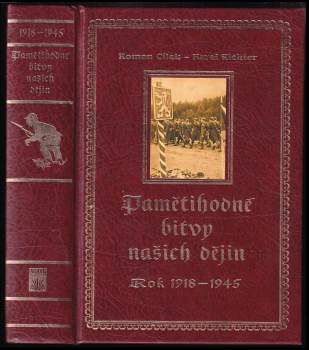 1918–1945
Pamětihodné
bitvy
našich
dějin
Roman Cílek – Karel Richter
Pamětihodné
bitvy
našich dějin
Rok 1918–1945